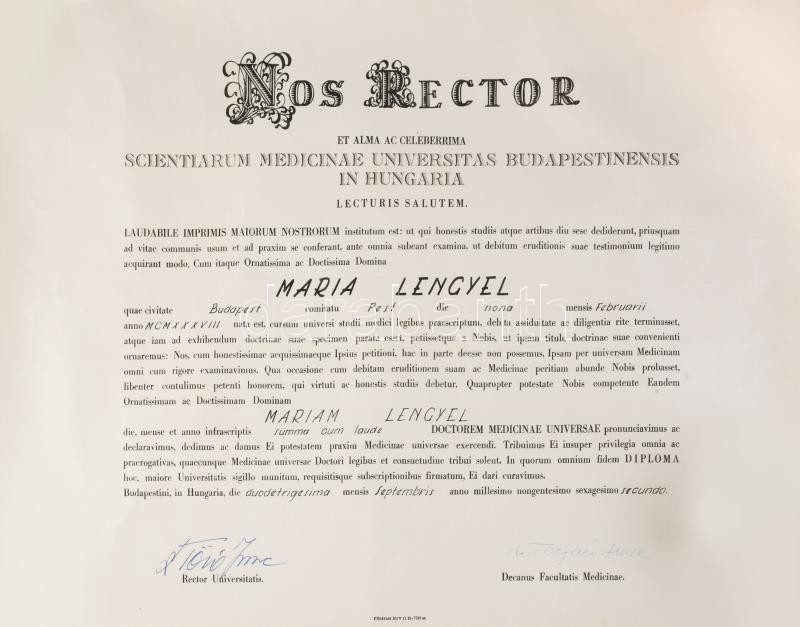 NOS RECTOR
ET ALMA AC CELEBERRIMA
SCIENTIARUM MEDICINAE UNIVERSITAS BUDAPESTINENSIS
IN HUNGARIA
LECTURIS SALUTEM.
LAUDABILE IMPRIMIS MAIORUM NOSTRORUM institutum est: ut qui honestis studiis atque artibus diu sese dediderunt, priusquam
ad vitae communis usum et ad praxim se conferant, ante omnia subeant examina, ut debitum eruditionis suae testimonium legitimo
acquirant modo, Cum itaque Ornatissima ac Doctissima Domina
MARIA LENGYEL
quae civitate Budapest comitatu Pest die nona mensis Februarii
anno MCMXXXVIII nata est, cursum universi studii medici legibus praescriptum, debita assiduitate ac diligentia rite terminasset,
atque iam ad exhibendum doctrinae suae specimen parata esset, petiissetque a Nobis, ut ipsam titulo doctrinae suae convenienti
ornaremus: Nos, cum honestissimae acquissimaeque Ipsius petitioni, hac in parte deesse non possemus, Ipsam per universam Medicinam
omni cum rigore examinavimus. Qua occasione cum debitam eruditionem suam ac Medicinae peritiam abunde Nobis probasset,
libenter contulimus petenti honorem, qui virtuti ac honestis studiis debetur. Quapropter potestate Nobis competente Eandem
Ornatissimam ac Doctissimam Dominam
MARIAM LENGYEL
die, mense et anno infrascriptis summa cum laude DOCTOREM MEDICINAE UNIVERSAE pronunciavimus ac
declaravimus, dedimus ac damus Ei potestatem praxim Medicinae universae exercendi. Tribuimus Ei insuper privilegia omnia ac
praerogativas, quaecunque Medicinae universae Doctori legibus et consuetudine tribui solent. In quorum omnium fidem DIPLOMA
hoc, maiore Universitatis sigillo munitum, requisitisque subscriptionibus firmatum, Ei dari curavimus.
Budapestini, in Hungaria, die duodetrigesima mensis Septembris anno millesimo nongentesimo sexagesimo secundo.
Rector Universitatis.
Decanus Facultatis Medicinae.
darabanth